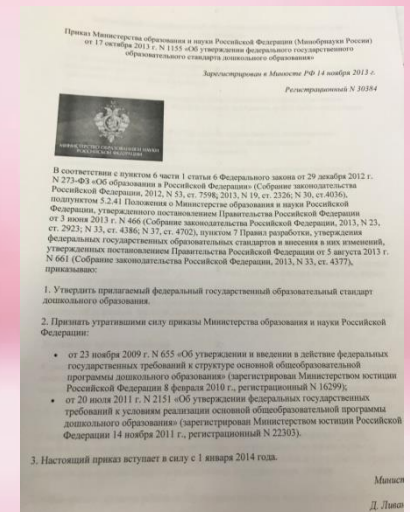 Приказ Министерства образования и науки Российской Федерации (Минобрнауки России)
от 17 октября 2013 г. N 1155 «Об утверждении федерального государственного
образовательного стандарта дошкольного образования»
Зарегистрирован в Минюсте РФ 14 ноября 2013 г.
Регистрационный N 30384
МИНИСТЕРСТВО ОБРАЗОВАНИЯ И НАУКИ
РОССИЙСКОЙ ФЕДЕРАЦИИ
В соответствии с пунктом 6 части 1 статьи 6 Федерального закона от 29 декабря 2012 г.
N 273-ФЗ «Об образовании в Российской Федерации» (Собрание законодательства
Российской Федерации, 2012, N 53, ст. 7598; 2013, N 19, ст. 2326; N 30, ст.4036),
подпунктом 5.2.41 Положения о Министерстве образования и науки Российской
Федерации, утвержденного постановлением Правительства Российской Федерации
от 3 июня 2013 г. N 466 (Собрание законодательства Российской Федерации, 2013, N 23,
ст. 2923; N 33, ст. 4386; N 37, ст. 4702), пунктом 7 Правил разработки, утверждения
федеральных государственных образовательных стандартов и внесения в них изменений,
утвержденных постановлением Правительства Российской Федерации от 5 августа 2013 г.
N 661 (Собрание законодательства Российской Федерации, 2013, N 33, ст. 4377),
приказываю:
1. Утвердить прилагаемый федеральный государственный образовательный стандарт
дошкольного образования.
2. Признать утратившими силу приказы Министерства образования и науки Российской
Федерации:
• от 23 ноября 2009 г. N 655 «Об утверждении и введении в действие федеральных
государственных требований к структуре основной общеобразовательной
программы дошкольного образования» (зарегистрирован Министерством юстиции
Российской Федерации 8 февраля 2010 г., регистрационный N 16299);
• от 20 июля 2011 г. N 2151 «Об утверждении федеральных государственных
требований к условиям реализации основной общеобразовательной программы
дошкольного образования» (зарегистрирован Министерством юстиции Российской
Федерации 14 ноября 2011 г., регистрационный N 22303).
3. Настоящий приказ вступает в силу с 1 января 2014 года.
Минист
Д. Ливан